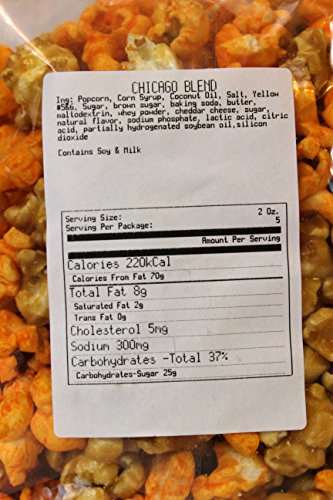 CHICAGO BLEND
Ing: Popcorn, Corn Syrup, Coconut Oil, Salt, Yellow
#5&6, Sugar, brown sugar, baking soda, butter,
maltodextrin, whey powder, cheddar cheese, sugar,
natural flavor, sodium phosphate, lactic acid, citric
acid, partially hydrogenated soybean oil,silicon
dioxide
Contains Soy & Milk
Serving Size: 2 Oz.
Serving Per Package: 5
Amount Per Serving
Calories 220kCal
Calories From Fat 70g
Total Fat 8g
Saturated Fat 2g
Trans Fat 0g
Cholesterol 5mg
Sodium 300mg
Carbohydrates -Total 37%
Carbohydrates-Sugar 25g